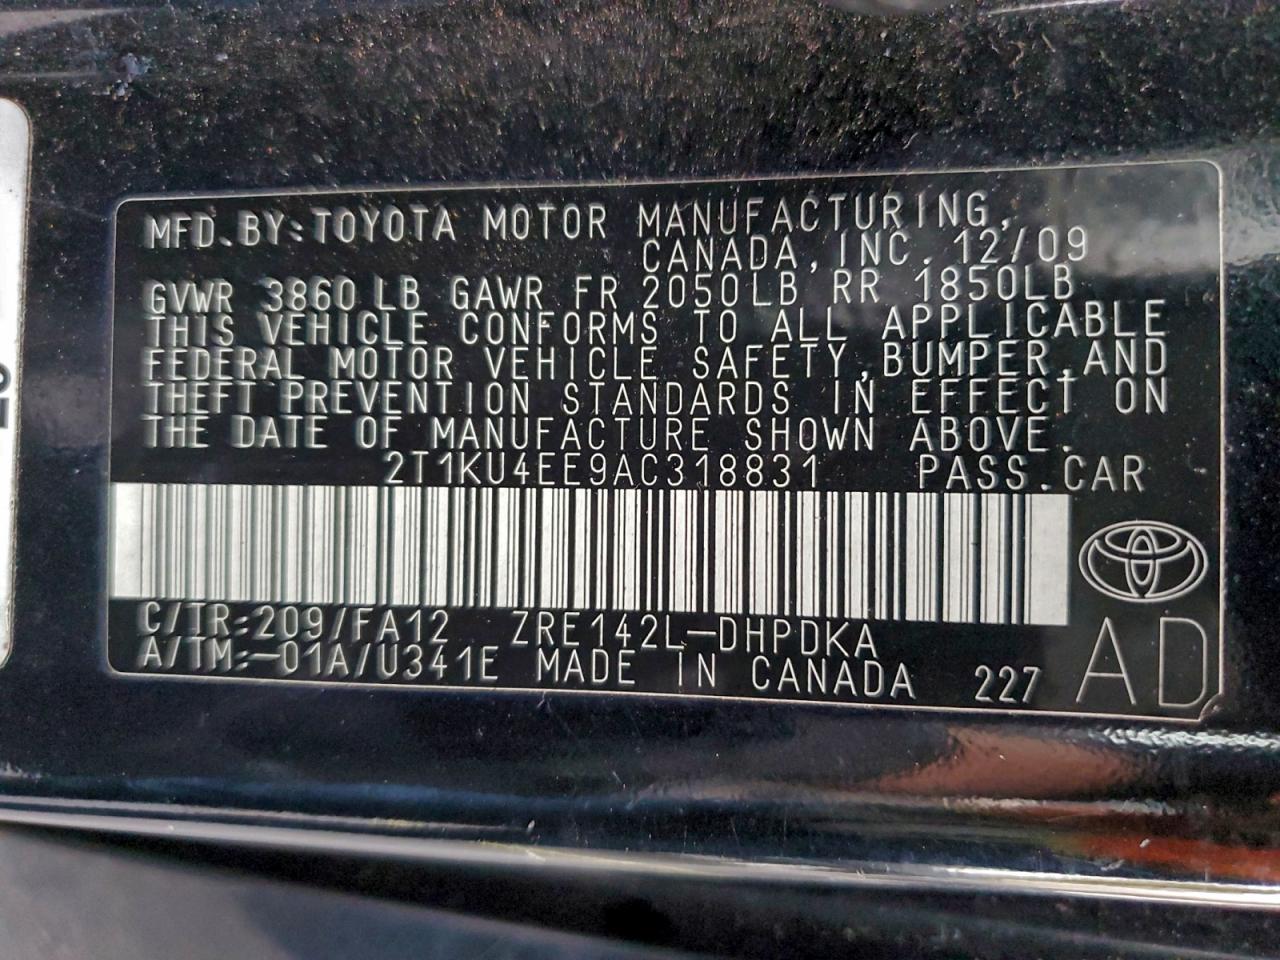 MFD.BY:TOYOTA MOTOR MANUFACTURING,
CANADA,INC. 12/09
GVWR 3860LB GAWR FR 2050LB RR 1850LB
THIS VEHICLE CONFORMS TO ALL APPLICABLE
FEDERAL MOTOR VEHICLE SAFETY,BUMPER,AND
THEFT PREVENTION STANDARDS IN EFFECT ON
THE DATE OF MANUFACTURE SHOWN ABOVE.
2T1KU4EE9AC318831 PASS.CAR
C/TR:209/FA12 ZRE142L-DHPDKA
A/TM:-01A/U341E MADE IN CANADA 227 AD